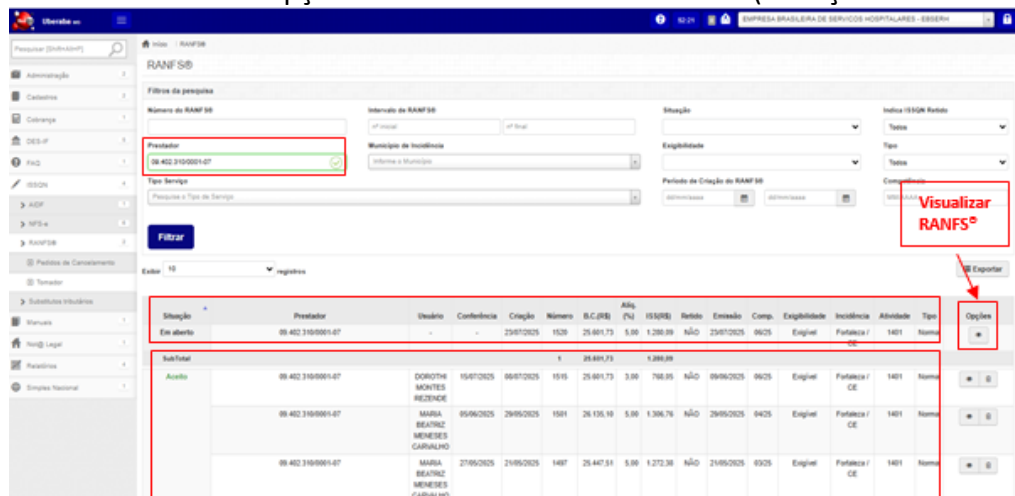 Uberaba
52:21
EMPRESA BRASILEIRA DE SERVICOS HOSPITALARES - EBSERH
Pesquisar [Shift+Alt+P]
Início RANFS®
RANFS®
Administração
Cadastros
Cobrança
DES-IF
FAQ
ISSQN
AIDF
NFS-e
RANFS®
Pedidos de Cancelamento
Tomador
Substitutos tributários
Manuais
Not@ Legal
Relatórios
Simples Nacional
Filtros da pesquisa
Número do RANFS® Intervalo de RANFS® Situação Indica ISSQN Retido
nº inicial nº final Todos
Prestador Município de Incidência Exigibilidade Tipo
09.402.310/0001-07 Informe o Município Todos
Tipo Serviço Período de Criação do RANFS® Competência
Pesquise o Tipo de Serviço dd/mm/aaaa dd/mm/aaaa
Visualizar
RANFS®
Filtrar
Exibir 10 registros Exportar
Situação Prestador Usuário Conferência Criação Número B.C.(R$) Alíq. (%) ISS(R$) Retido Emissão Comp. Exigibilidade Incidência Atividade Tipo Opções
Em aberto 09.402.310/0001-07 - - 23/07/2025 1520 25.601,73 5,00 1.280,09 NÃO 23/07/2025 06/25 Exigível Fortaleza / CE 1401 Normal
SubTotal 1 25.601,73 1.280,09
Aceito 09.402.310/0001-07 DOROTHI MONTES REZENDE 15/07/2025 08/07/2025 1515 25.601,73 3,00 768,05 NÃO 09/06/2025 06/25 Exigível Fortaleza / CE 1401 Normal
09.402.310/0001-07 MARIA BEATRIZ MENESES CARVALHO 05/06/2025 29/05/2025 1501 26.135,10 5,00 1.306,76 NÃO 29/05/2025 04/25 Exigível Fortaleza / CE 1401 Normal
09.402.310/0001-07 MARIA BEATRIZ MENESES CARVALHO 27/05/2025 21/05/2025 1497 25.447,51 5,00 1.272,38 NÃO 21/05/2025 03/25 Exigível Fortaleza / CE 1401 Normal